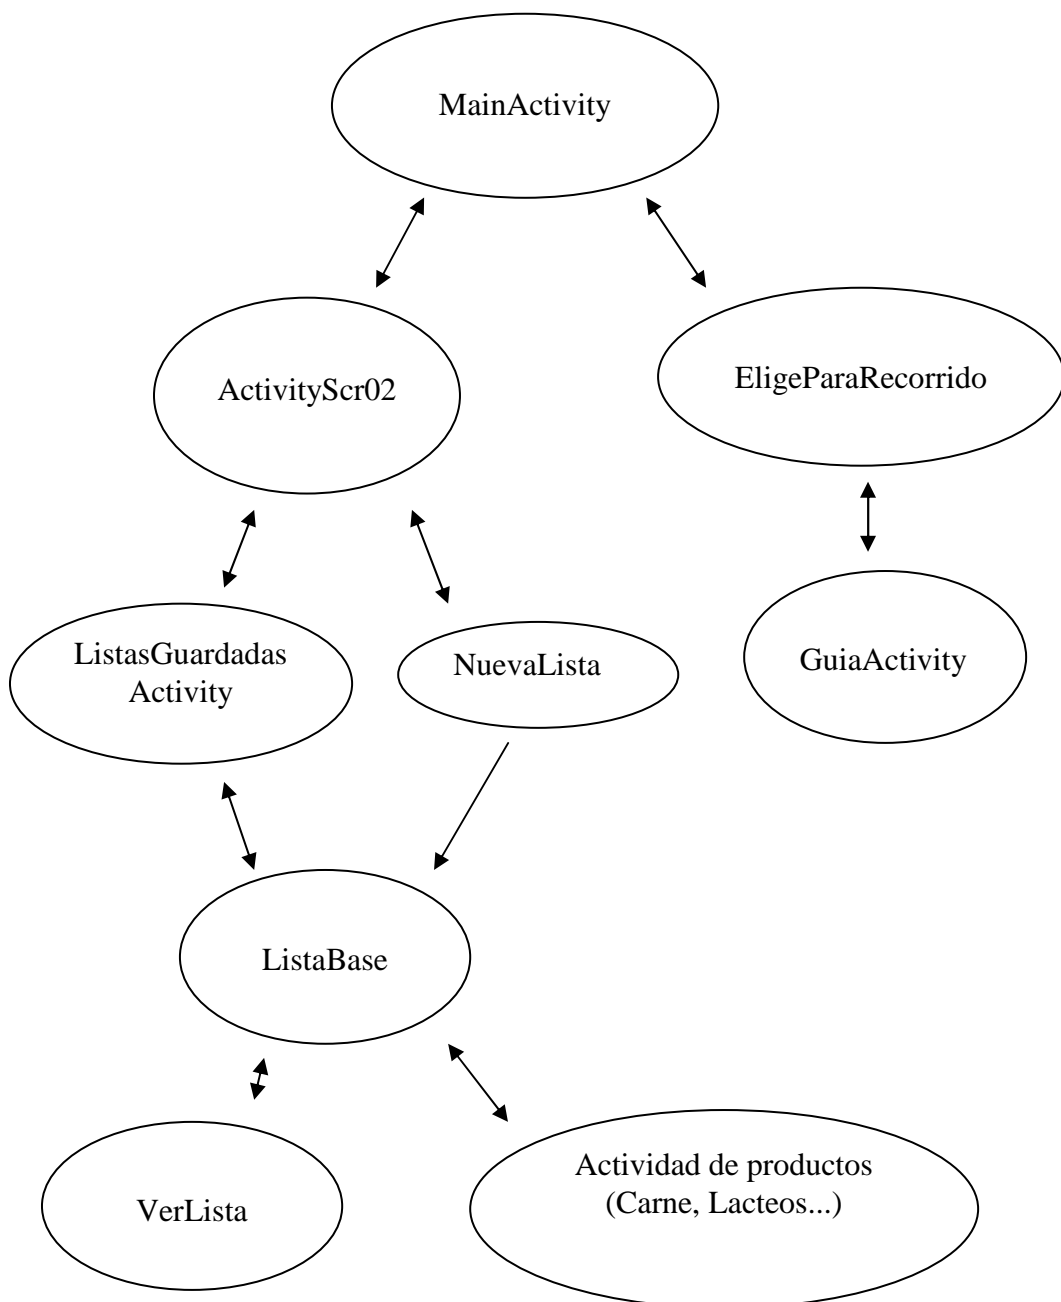 MainActivity
ActivityScr02
EligeParaRecorrido
ListasGuardadas
Activity
NuevaLista
GuiaActivity
ListaBase
VerLista
Actividad de productos
(Carne, Lacteos...)